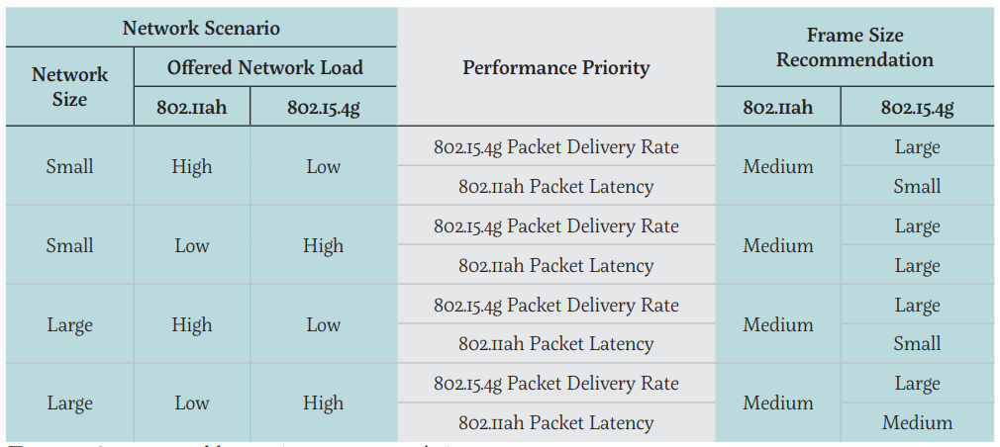 Network Scenario
Performance Priority
Frame Size
Recommendation
Network
Size
Offered Network Load
802.11ah
802.15.4g
802.11ah
802.15.4g
Small
High
Low
802.15.4g Packet Delivery Rate
Medium
Large
802.11ah Packet Latency
Small
Small
Low
High
802.15.4g Packet Delivery Rate
Medium
Large
802.11ah Packet Latency
Large
Large
High
Low
802.15.4g Packet Delivery Rate
Medium
Large
802.11ah Packet Latency
Small
Large
Low
High
802.15.4g Packet Delivery Rate
Medium
Large
802.11ah Packet Latency
Medium